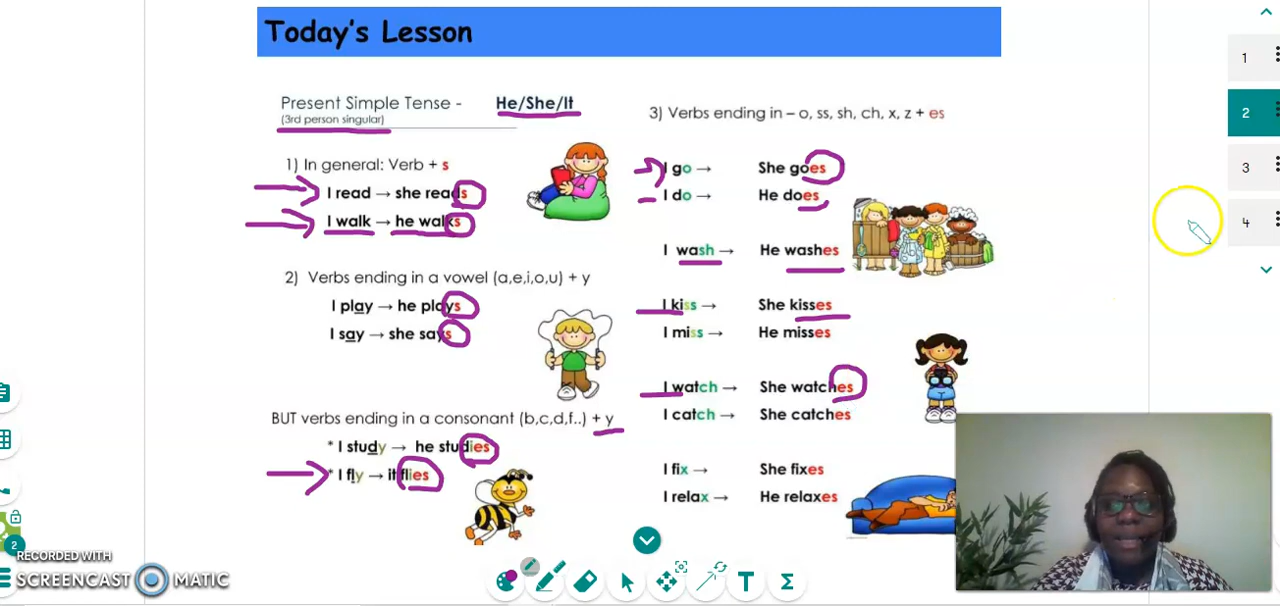 Today's Lesson
Present Simple Tense - He/She/It
(3rd person singular)
1) In general: Verb + s
I read → she reads
I walk → he walks
2) Verbs ending in a vowel (a,e,i,o,u) + y
I play → he plays
I say → she says
BUT verbs ending in a consonant (b,c,d,f..) + y
* I study → he studies
* I fly → it flies
3) Verbs ending in – o, ss, sh, ch, x, z + es
I go → She goes
I do → He does
I wash → He washes
I kiss → She kisses
I miss → He misses
I watch → She watches
I catch → She catches
I fix → She fixes
I relax → He relaxes
1
2
3
4
2
RECORDED WITH
SCREENCAST MATIC
T
Σ